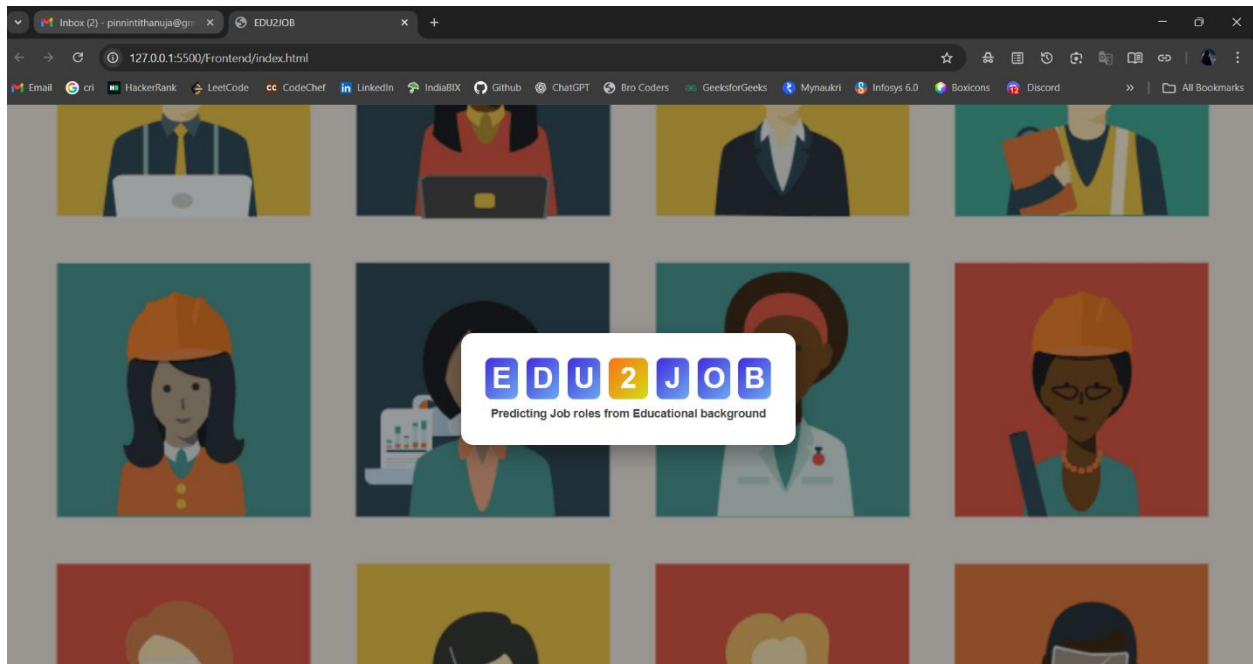 Inbox (2) - pinnintithanuja@gm
EDU2JOB
127.0.0.1:5500/Frontend/index.html
Email cri HackerRank LeetCode CodeChef LinkedIn IndiaBIX Github ChatGPT Bro Coders GeeksforGeeks Mynaukri Infosys 6.0 Boxicons Discord » All Bookmarks
EDU2JOB
Predicting Job roles from Educational background